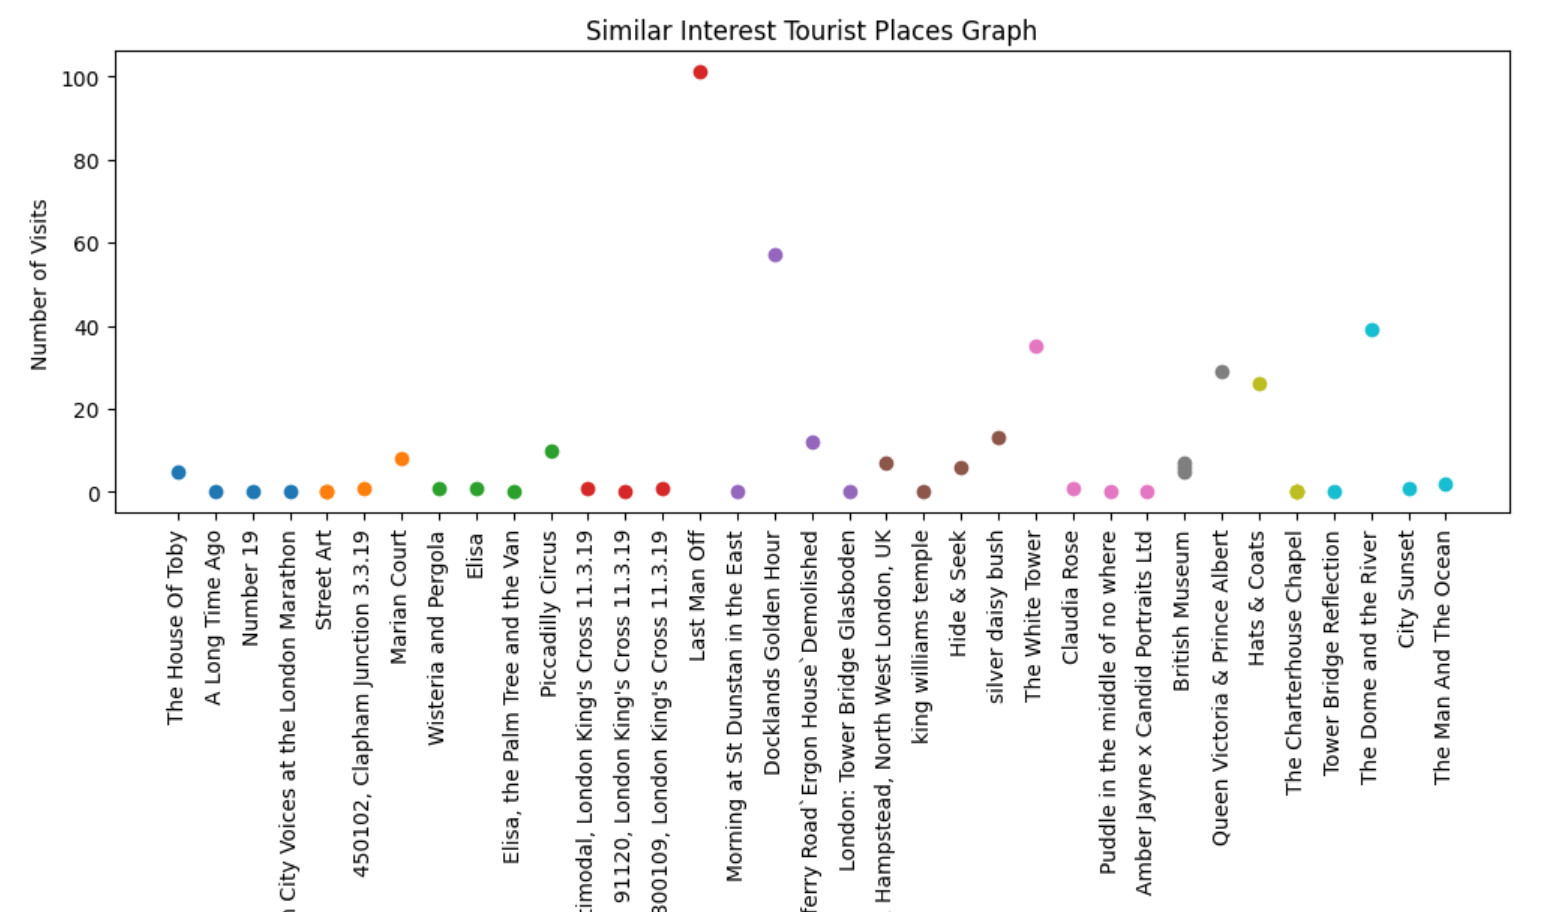 Similar Interest Tourist Places Graph
Number of Visits
100
80
60
40
20
0
The House Of Toby
A Long Time Ago
Number 19
City Voices at the London Marathon
Street Art
450102, Clapham Junction 3.3.19
Marian Court
Wisteria and Pergola
Elisa
Elisa, the Palm Tree and the Van
Piccadilly Circus
timodal, London King's Cross 11.3.19
91120, London King's Cross 11.3.19
800109, London King's Cross 11.3.19
Last Man Off
Morning at St Dunstan in the East
Docklands Golden Hour
ferry Road`Ergon House`Demolished
London: Tower Bridge Glasboden
Hampstead, North West London, UK
king williams temple
Hide & Seek
silver daisy bush
The White Tower
Claudia Rose
Puddle in the middle of no where
Amber Jayne x Candid Portraits Ltd
British Museum
Queen Victoria & Prince Albert
Hats & Coats
The Charterhouse Chapel
Tower Bridge Reflection
The Dome and the River
City Sunset
The Man And The Ocean